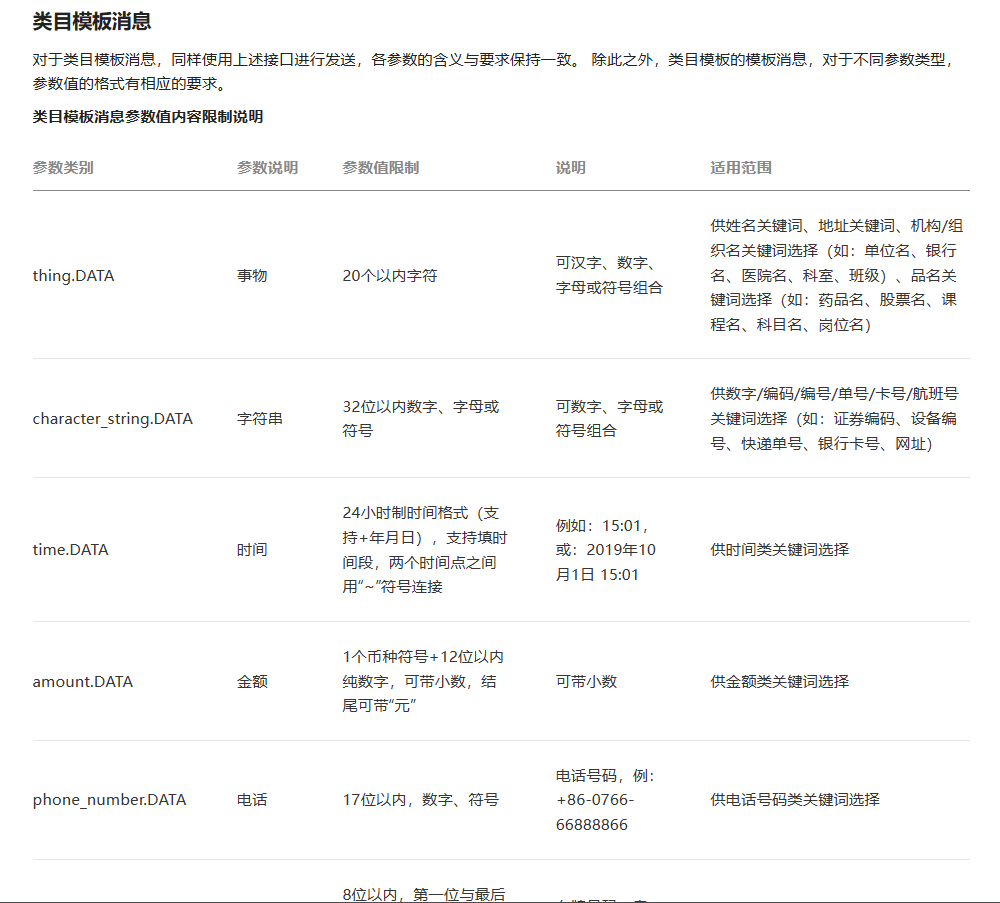 类目模板消息
对于类目模板消息，同样使用上述接口进行发送，各参数的含义与要求保持一致。 除此之外，类目模板的模板消息，对于不同参数类型，
参数值的格式有相应的要求。
类目模板消息参数值内容限制说明
参数类别 参数说明 参数值限制 说明 适用范围
thing.DATA
事物
20个以内字符
可汉字、数字、
字母或符号组合
供姓名关键词、地址关键词、机构/组
织名关键词选择（如：单位名、银行
名、医院名、科室、班级）、品名关
键词选择（如：药品名、股票名、课
程名、科目名、岗位名）
character_string.DATA
字符串
32位以内数字、字母或
符号
可数字、字母或
符号组合
供数字/编码/编号/单号/卡号/航班号
关键词选择（如：证券编码、设备编
号、快递单号、银行卡号、网址）
time.DATA
时间
24小时制时间格式（支
持+年月日），支持填时
间段，两个时间点之间
用“~”符号连接
例如：15:01，
或：2019年10
月1日 15:01
供时间类关键词选择
amount.DATA
金额
1个币种符号+12位以内
纯数字，可带小数，结
尾可带“元”
可带小数
供金额类关键词选择
phone_number.DATA
电话
17位以内，数字、符号
电话号码，例：
+86-0766-
66888866
供电话号码类关键词选择
8位以内，第一位与最后